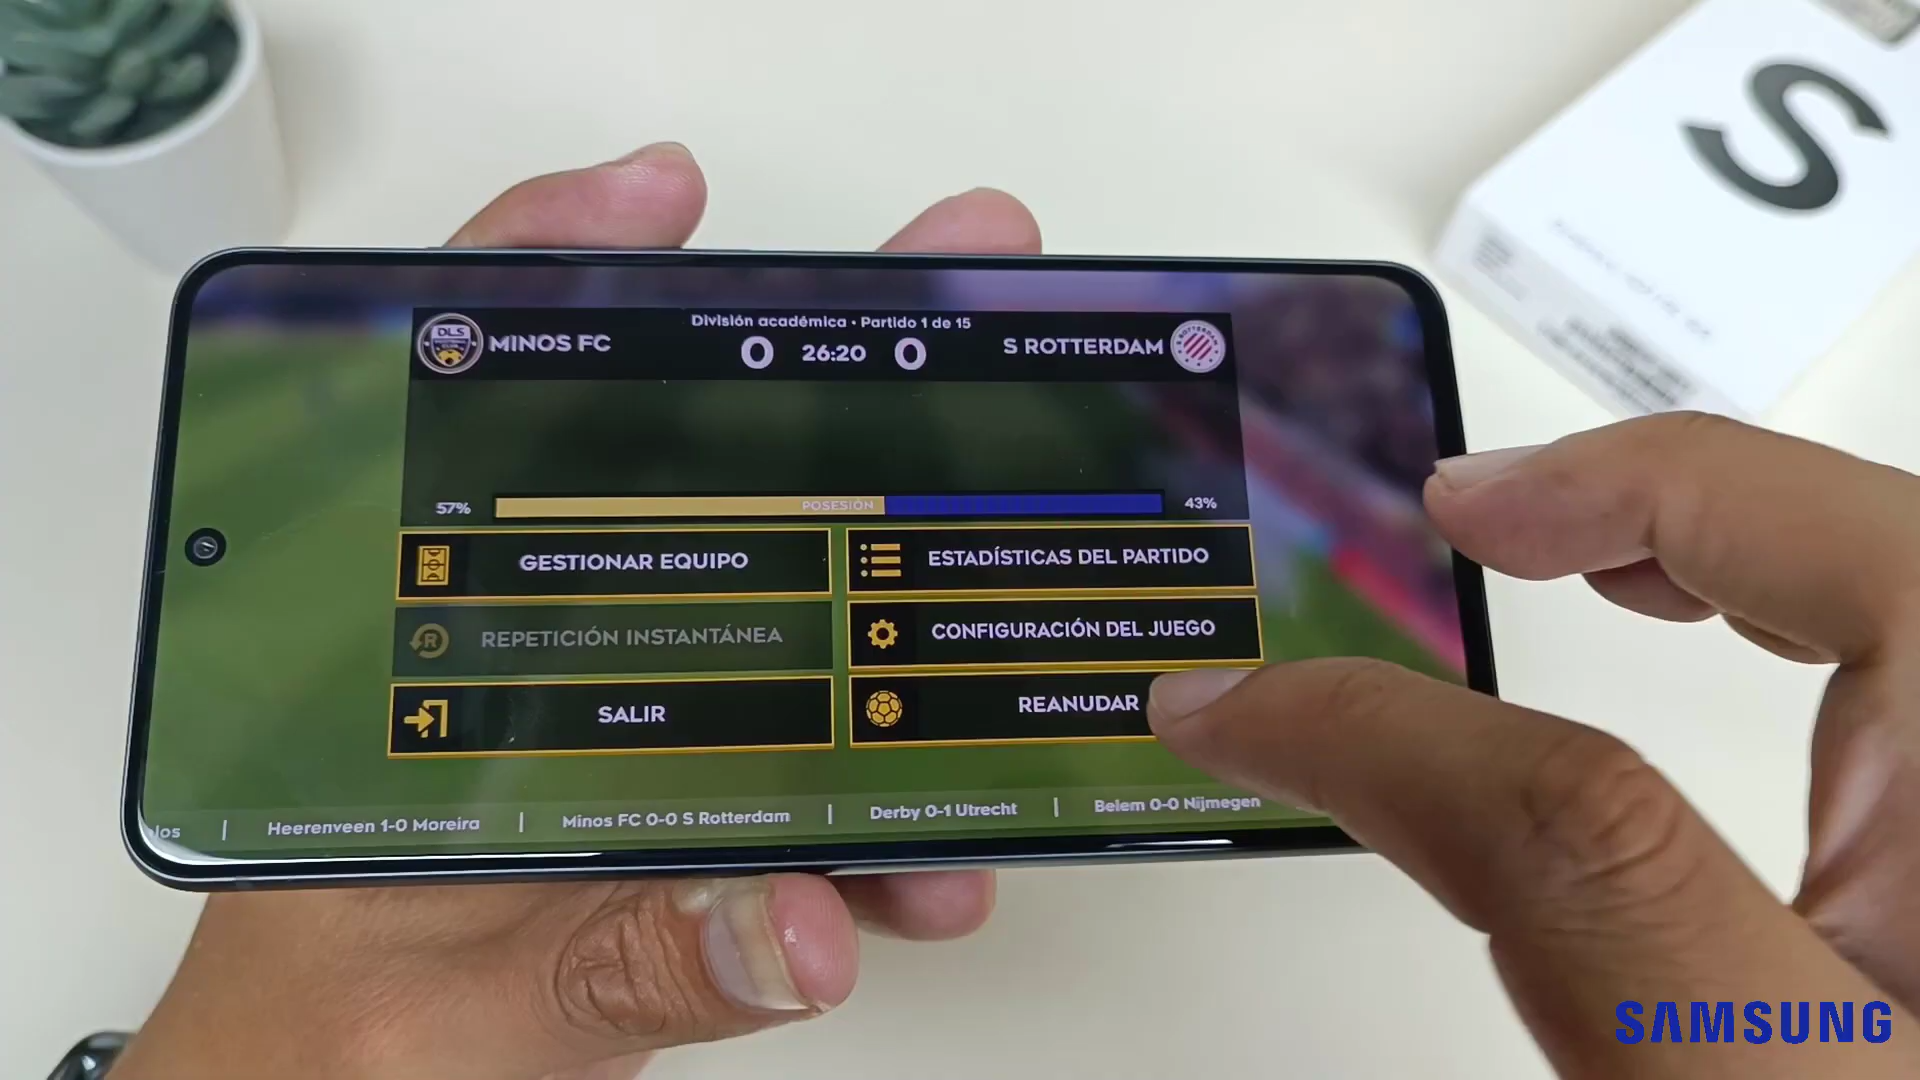 S
División académica • Partido 1 de 15
DLS
MINOS FC
0
26:20
0
S ROTTERDAM
57%
POSESIÓN
43%
GESTIONAR EQUIPO
ESTADÍSTICAS DEL PARTIDO
R
REPETICIÓN INSTANTÁNEA
CONFIGURACIÓN DEL JUEGO
SALIR
REANUDAR
los | Heerenveen 1-0 Moreira | Minos FC 0-0 S Rotterdam | Derby 0-1 Utrecht | Belem 0-0 Nijmegen
SAMSUNG